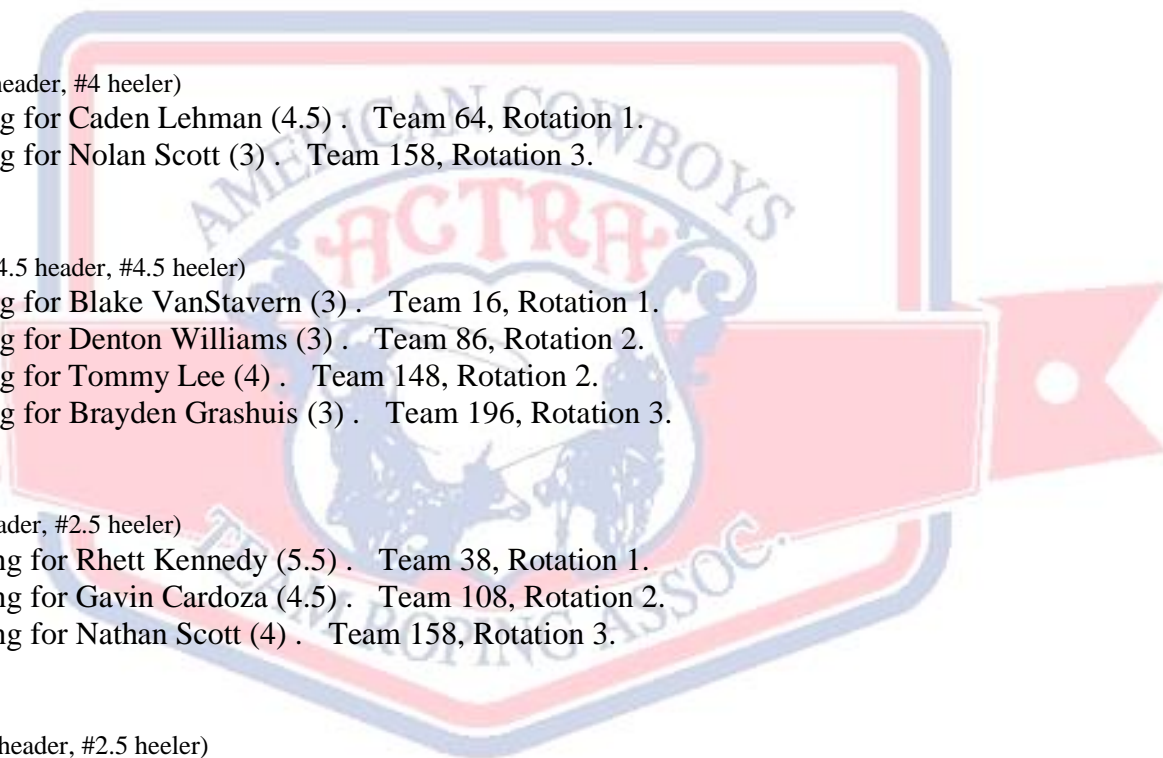 header, #4 heeler)
g for Caden Lehman (4.5) .   Team 64, Rotation 1.
g for Nolan Scott (3) .   Team 158, Rotation 3.
AMERICAN COWBOYS
ACTRA
4.5 header, #4.5 heeler)
g for Blake VanStavern (3) .   Team 16, Rotation 1.
g for Denton Williams (3) .   Team 86, Rotation 2.
g for Tommy Lee (4) .   Team 148, Rotation 2.
g for Brayden Grashuis (3) .   Team 196, Rotation 3.
ader, #2.5 heeler)
ng for Rhett Kennedy (5.5) .   Team 38, Rotation 1.
ng for Gavin Cardoza (4.5) .   Team 108, Rotation 2.
ng for Nathan Scott (4) .   Team 158, Rotation 3.
TEAM ROPING ASSOC.
header, #2.5 heeler)